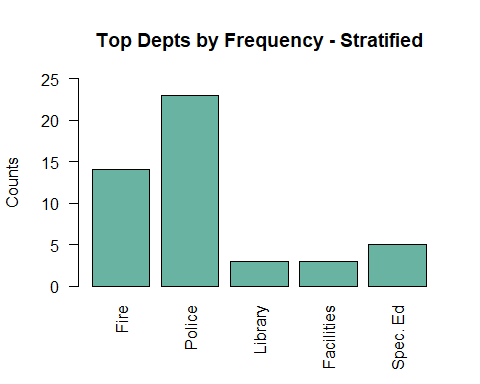 Top Depts by Frequency - Stratified
25
20
15
10
5
0
Counts
Fire
Police
Library
Facilities
Spec. Ed